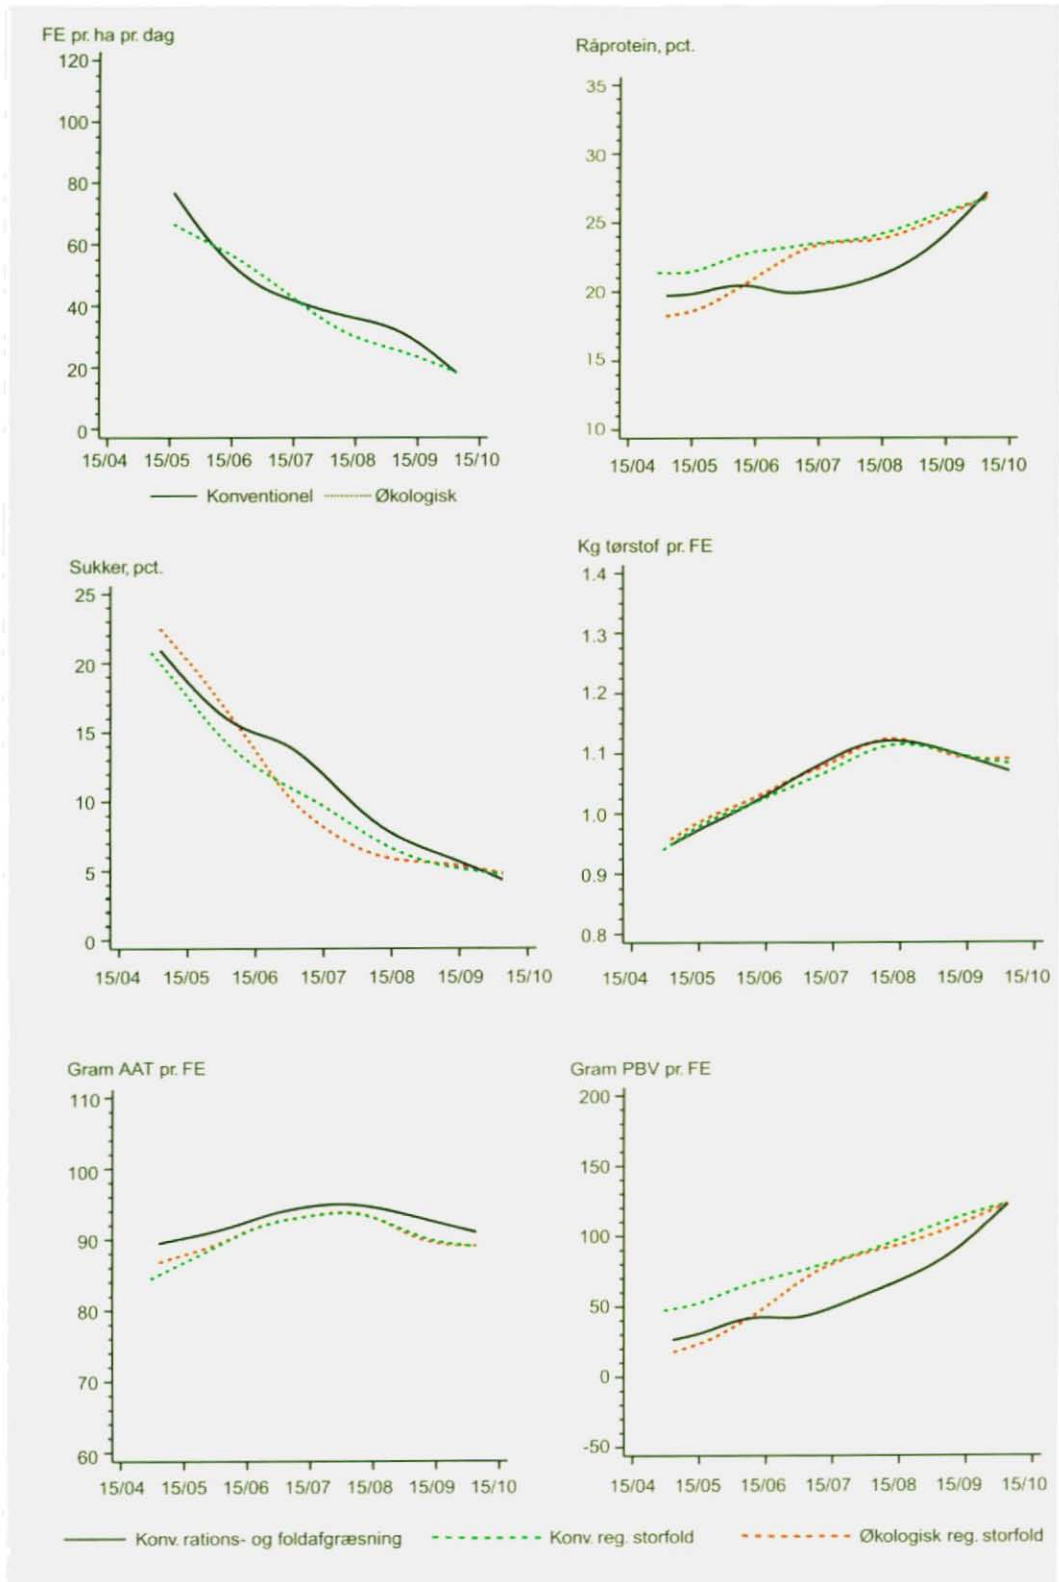 FE pr. ha pr. dag
120
100
80
60
40
20
0
15/04 15/05 15/06 15/07 15/08 15/09 15/10
Konventionel Økologisk
Råprotein, pct.
35
30
25
20
15
10
15/04 15/05 15/06 15/07 15/08 15/09 15/10
Sukker, pct.
25
20
15
10
5
0
15/04 15/05 15/06 15/07 15/08 15/09 15/10
Kg tørstof pr. FE
1.4
1.3
1.2
1.1
1.0
0.9
0.8
15/04 15/05 15/06 15/07 15/08 15/09 15/10
Gram AAT pr. FE
110
100
90
80
70
60
15/04 15/05 15/06 15/07 15/08 15/09 15/10
Gram PBV pr. FE
200
150
100
50
0
-50
15/04 15/05 15/06 15/07 15/08 15/09 15/10
Konv. rations- og foldafgræsning Konv. reg. storfold Økologisk reg. storfold